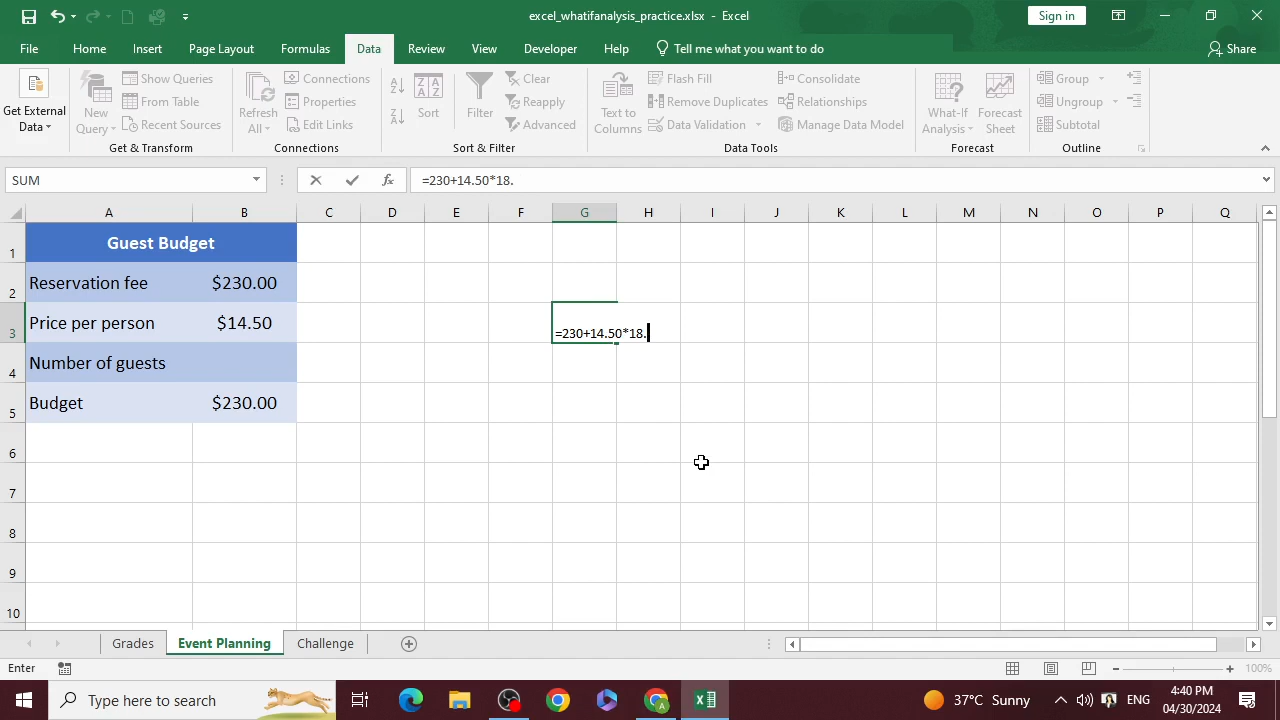 excel_whatifanalysis_practice.xlsx - Excel
Sign in
File Home Insert Page Layout Formulas Data Review View Developer Help Tell me what you want to do Share
Get External Data
New Query
Show Queries
From Table
Recent Sources
Get & Transform
Refresh All
Connections
Properties
Edit Links
Connections
Sort
Filter
Clear
Reapply
Advanced
Sort & Filter
Text to Columns
Flash Fill
Remove Duplicates
Data Validation
Consolidate
Relationships
Manage Data Model
Data Tools
What-If Analysis
Forecast Sheet
Forecast
Group
Ungroup
Subtotal
Outline
SUM fx =230+14.50*18.
A B C D E F G H I J K L M N O P Q
1 Guest Budget
2 Reservation fee $230.00
3 Price per person $14.50 =230+14.50*18.
4 Number of guests
5 Budget $230.00
6
7
8
9
10
Grades Event Planning Challenge
Enter 100%
Type here to search 37°C Sunny ENG 4:40 PM
04/30/2024